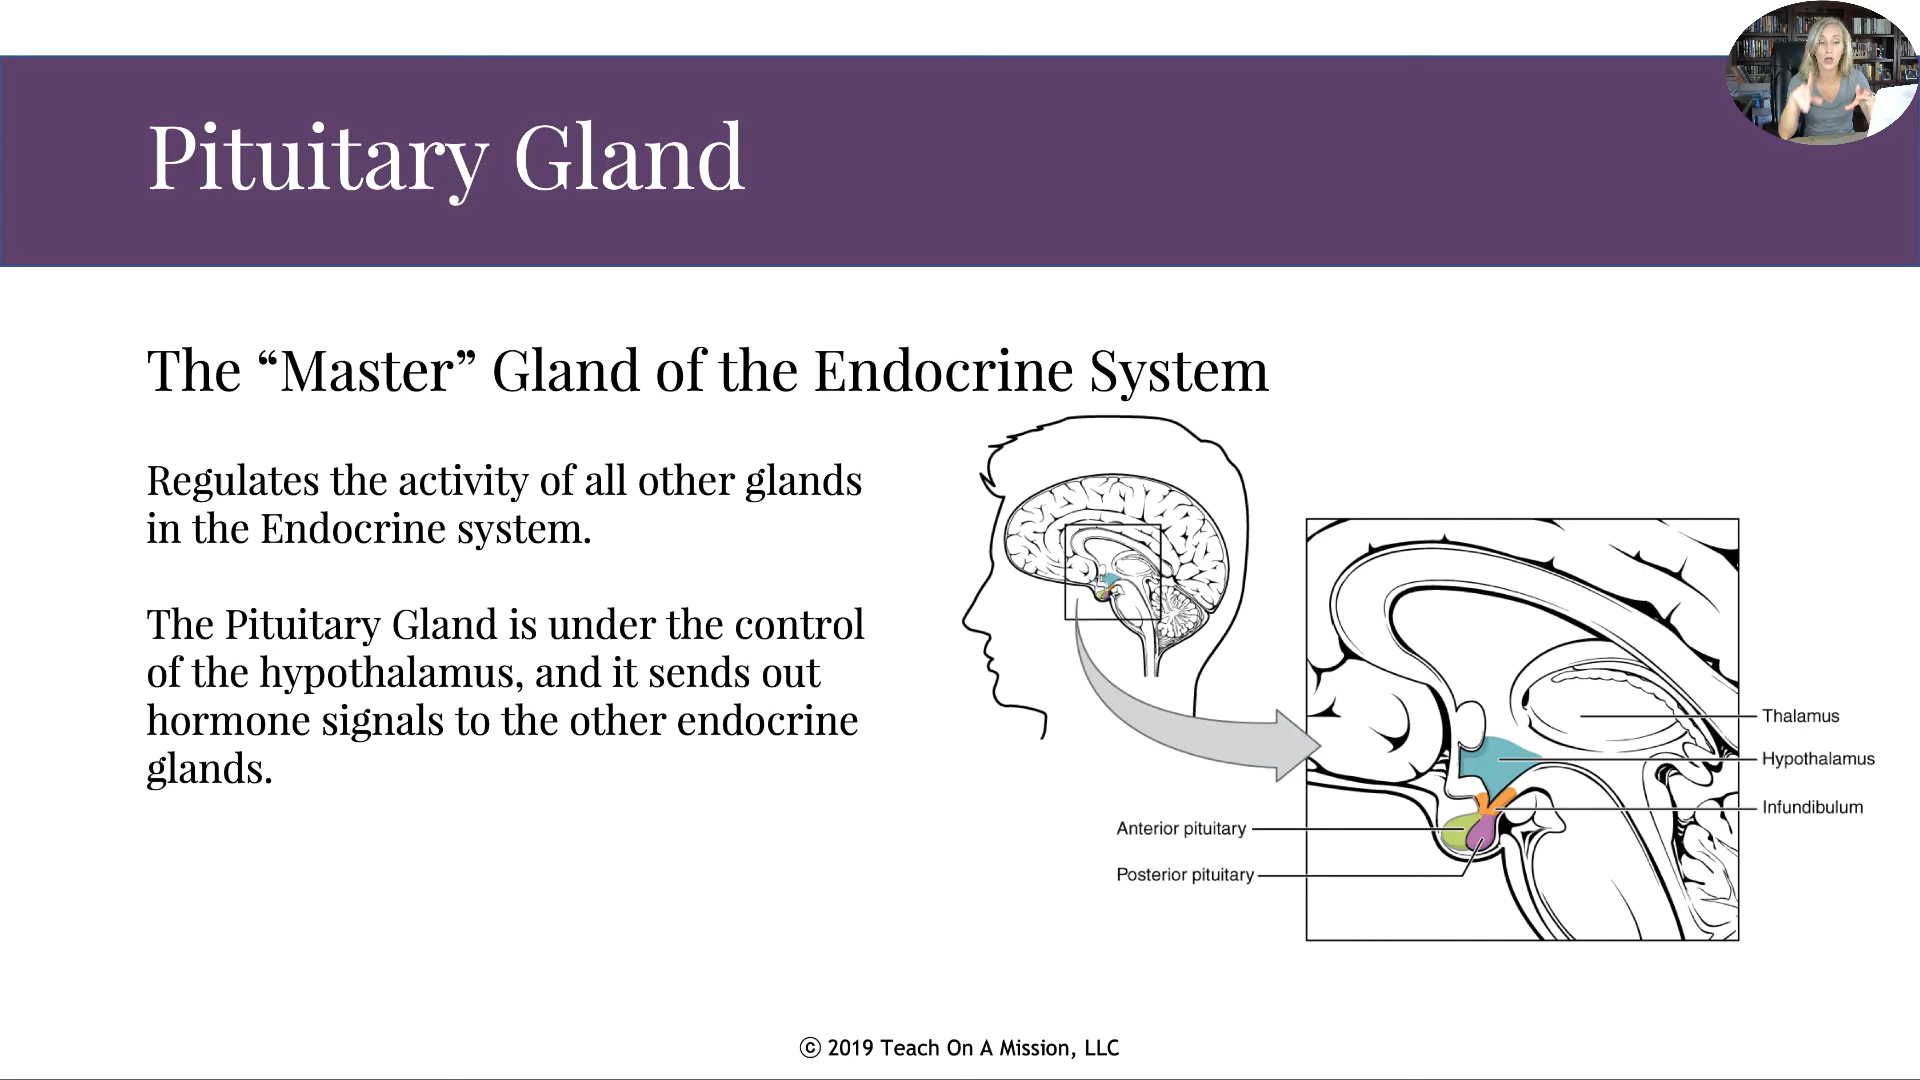 Pituitary Gland
The “Master” Gland of the Endocrine System
Regulates the activity of all other glands
in the Endocrine system.
The Pituitary Gland is under the control
of the hypothalamus, and it sends out
hormone signals to the other endocrine
glands.
Thalamus
Hypothalamus
Infundibulum
Anterior pituitary
Posterior pituitary
© 2019 Teach On A Mission, LLC